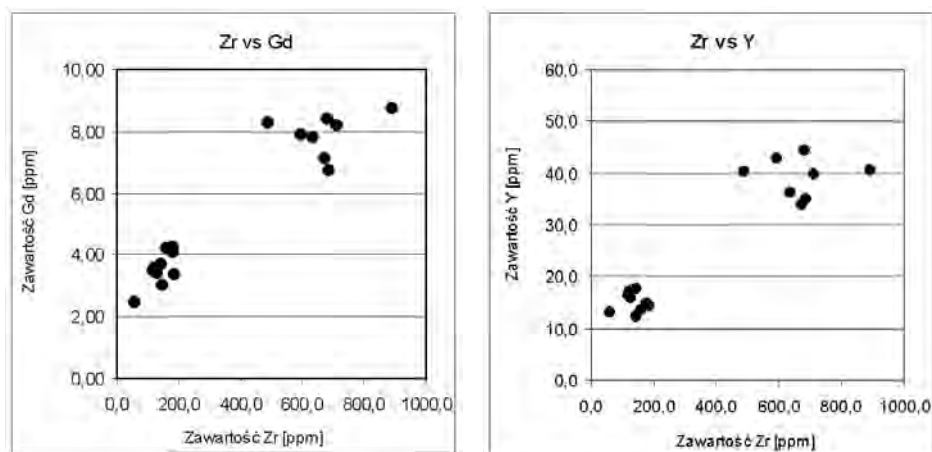 Zr vs Gd
10,00
8,00
6,00
4,00
2,00
0,00
Zawartość Gd [ppm]
0,0 200,0 400,0 600,0 800,0 1000,0
Zawartość Zr [ppm]
Zr vs Y
60,0
50,0
40,0
30,0
20,0
10,0
0,0
Zawartość Y [ppm]
0,0 200,0 400,0 600,0 800,0 1000,0
Zawartość Zr [ppm]